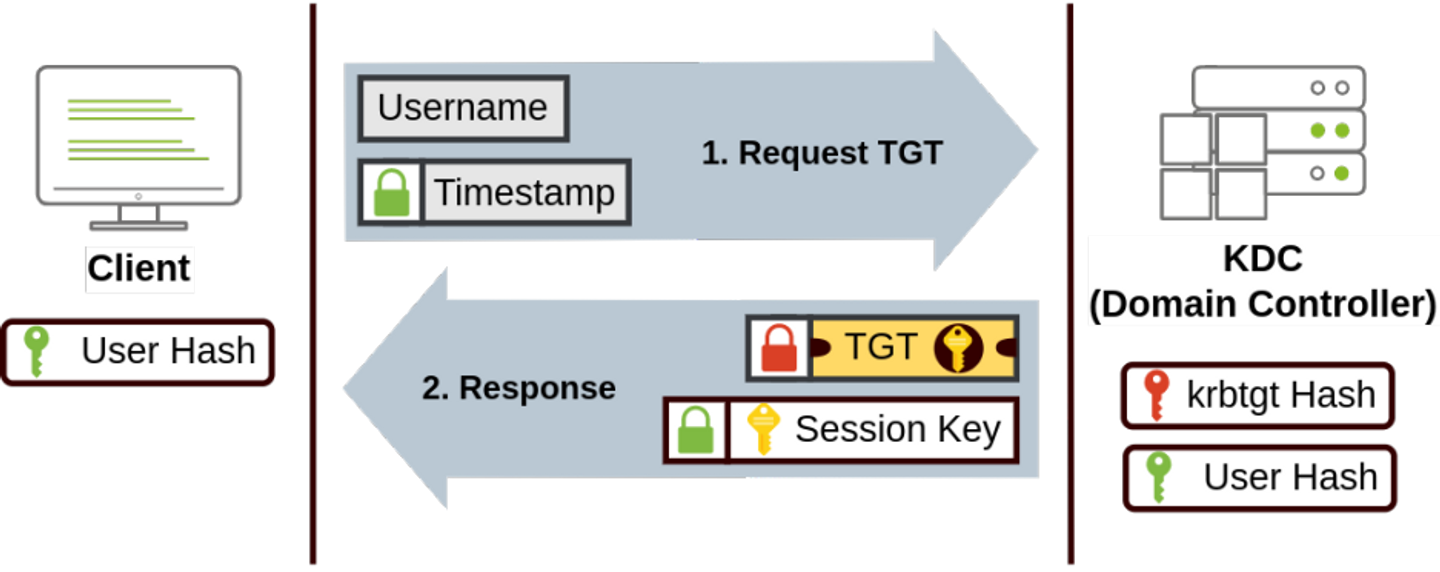 Client
User Hash
Username
Timestamp
1. Request TGT
TGT
2. Response
Session Key
KDC
(Domain Controller)
krbtgt Hash
User Hash